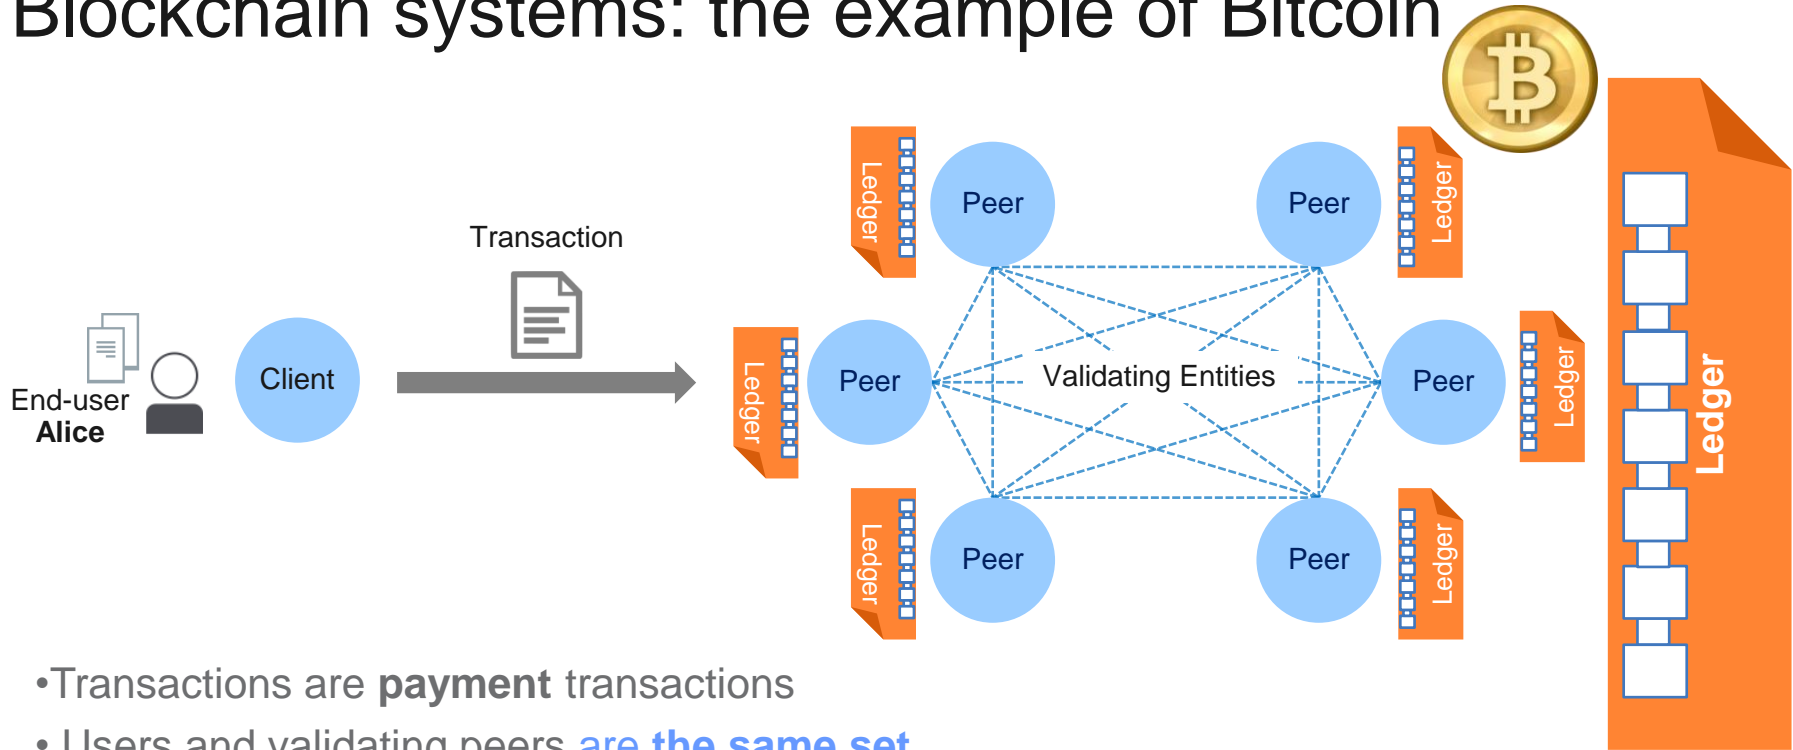 Blockchain systems: the example of Bitcoin
Ledger
Peer
Peer
Ledger
Transaction
Ledger
End-user
Alice
Client
Ledger
Peer
Validating Entities
Peer
Ledger
Ledger
Peer
Peer
Ledger
•Transactions are payment transactions
• Users and validating peers are the same set